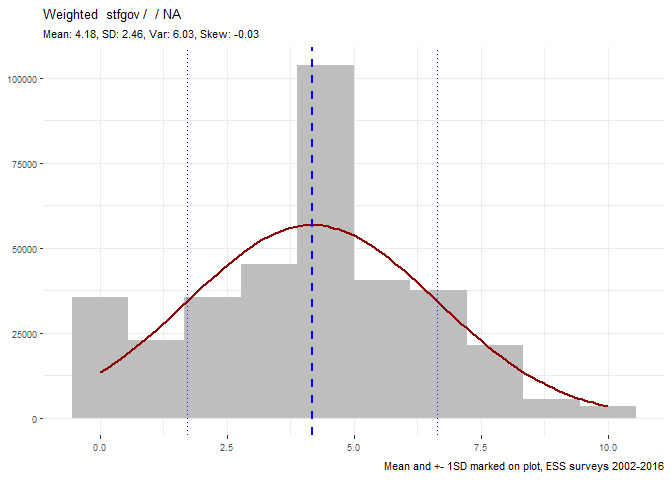 Weighted stfgov / / NA
Mean: 4.18, SD: 2.46, Var: 6.03, Skew: -0.03
100000
75000
50000
25000
0
0.0 2.5 5.0 7.5 10.0
Mean and +- 1SD marked on plot, ESS surveys 2002-2016